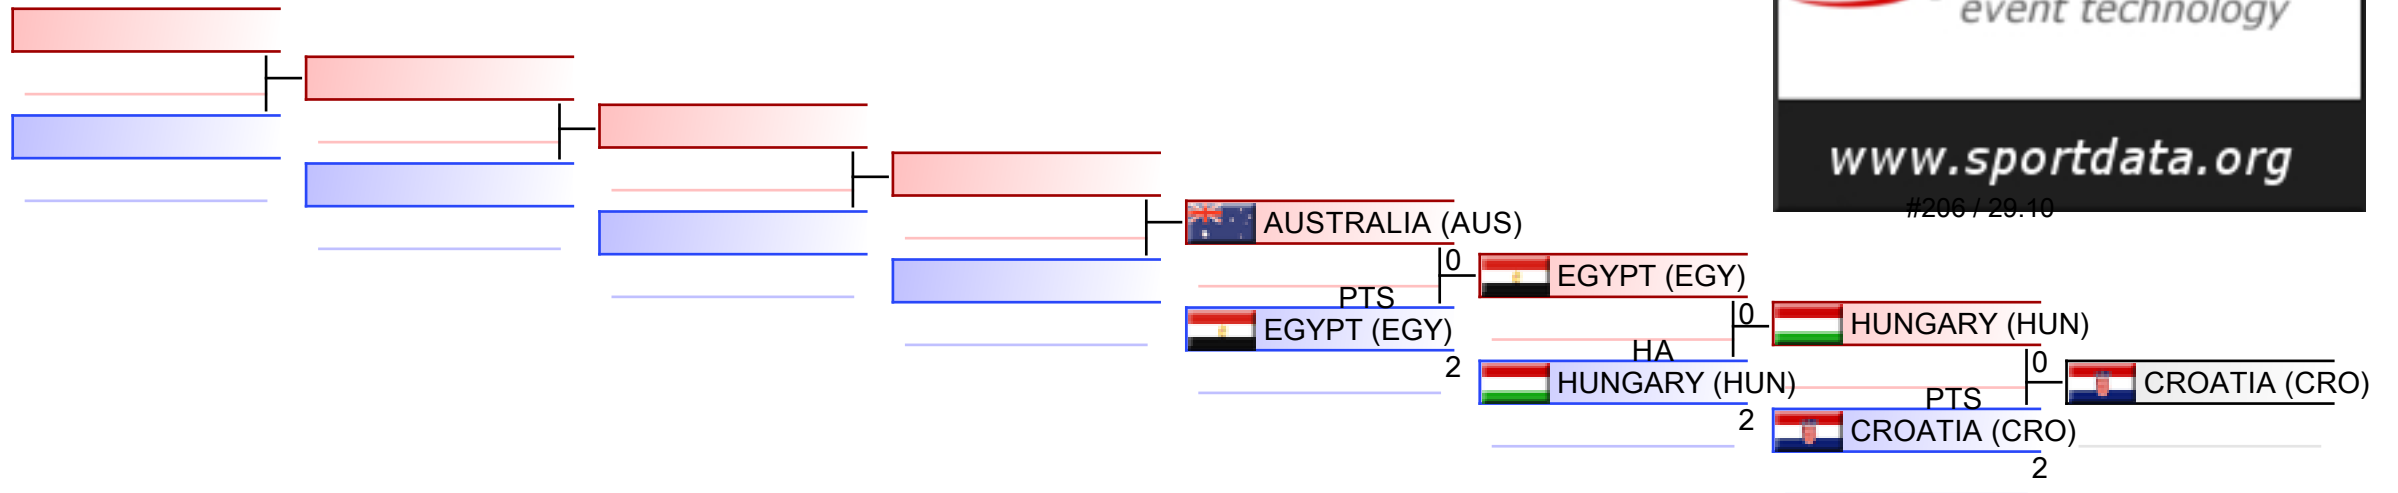 event technology
www.sportdata.org
#206 / 29.10
AUSTRALIA (AUS)
0
PTS
EGYPT (EGY)
2
EGYPT (EGY)
0
HA
HUNGARY (HUN)
2
HUNGARY (HUN)
0
PTS
CROATIA (CRO)
2
CROATIA (CRO)